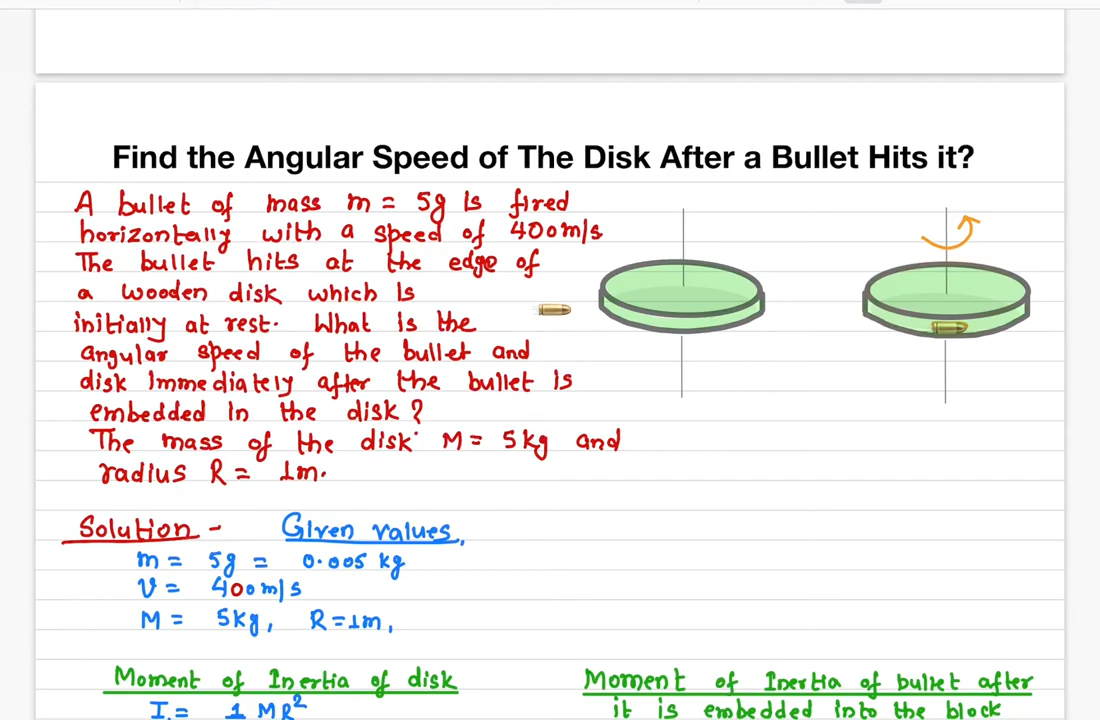 Find the Angular Speed of The Disk After a Bullet Hits it?
A bullet of mass m = 5g is fired
horizontally with a speed of 400m/s
The bullet hits at the edge of
a wooden disk which is
initially at rest. What is the
angular speed of the bullet and
disk immediately after the bullet is
embedded in the disk?
The mass of the disk M = 5kg and
radius R = 1m.
Solution - Given values,
m = 5g = 0.005 kg
v = 400m/s
M = 5kg, R=1m,
Moment of Inertia of disk
I = 1 MR²
Moment of Inertia of bullet after
it is embedded into the block